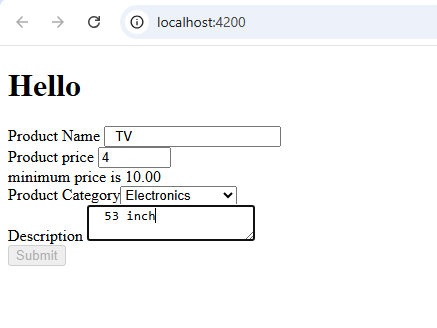 localhost:4200
Hello
Product Name TV
Product price 4
minimum price is 10.00
Product Category Electronics
53 inch
Description
Submit